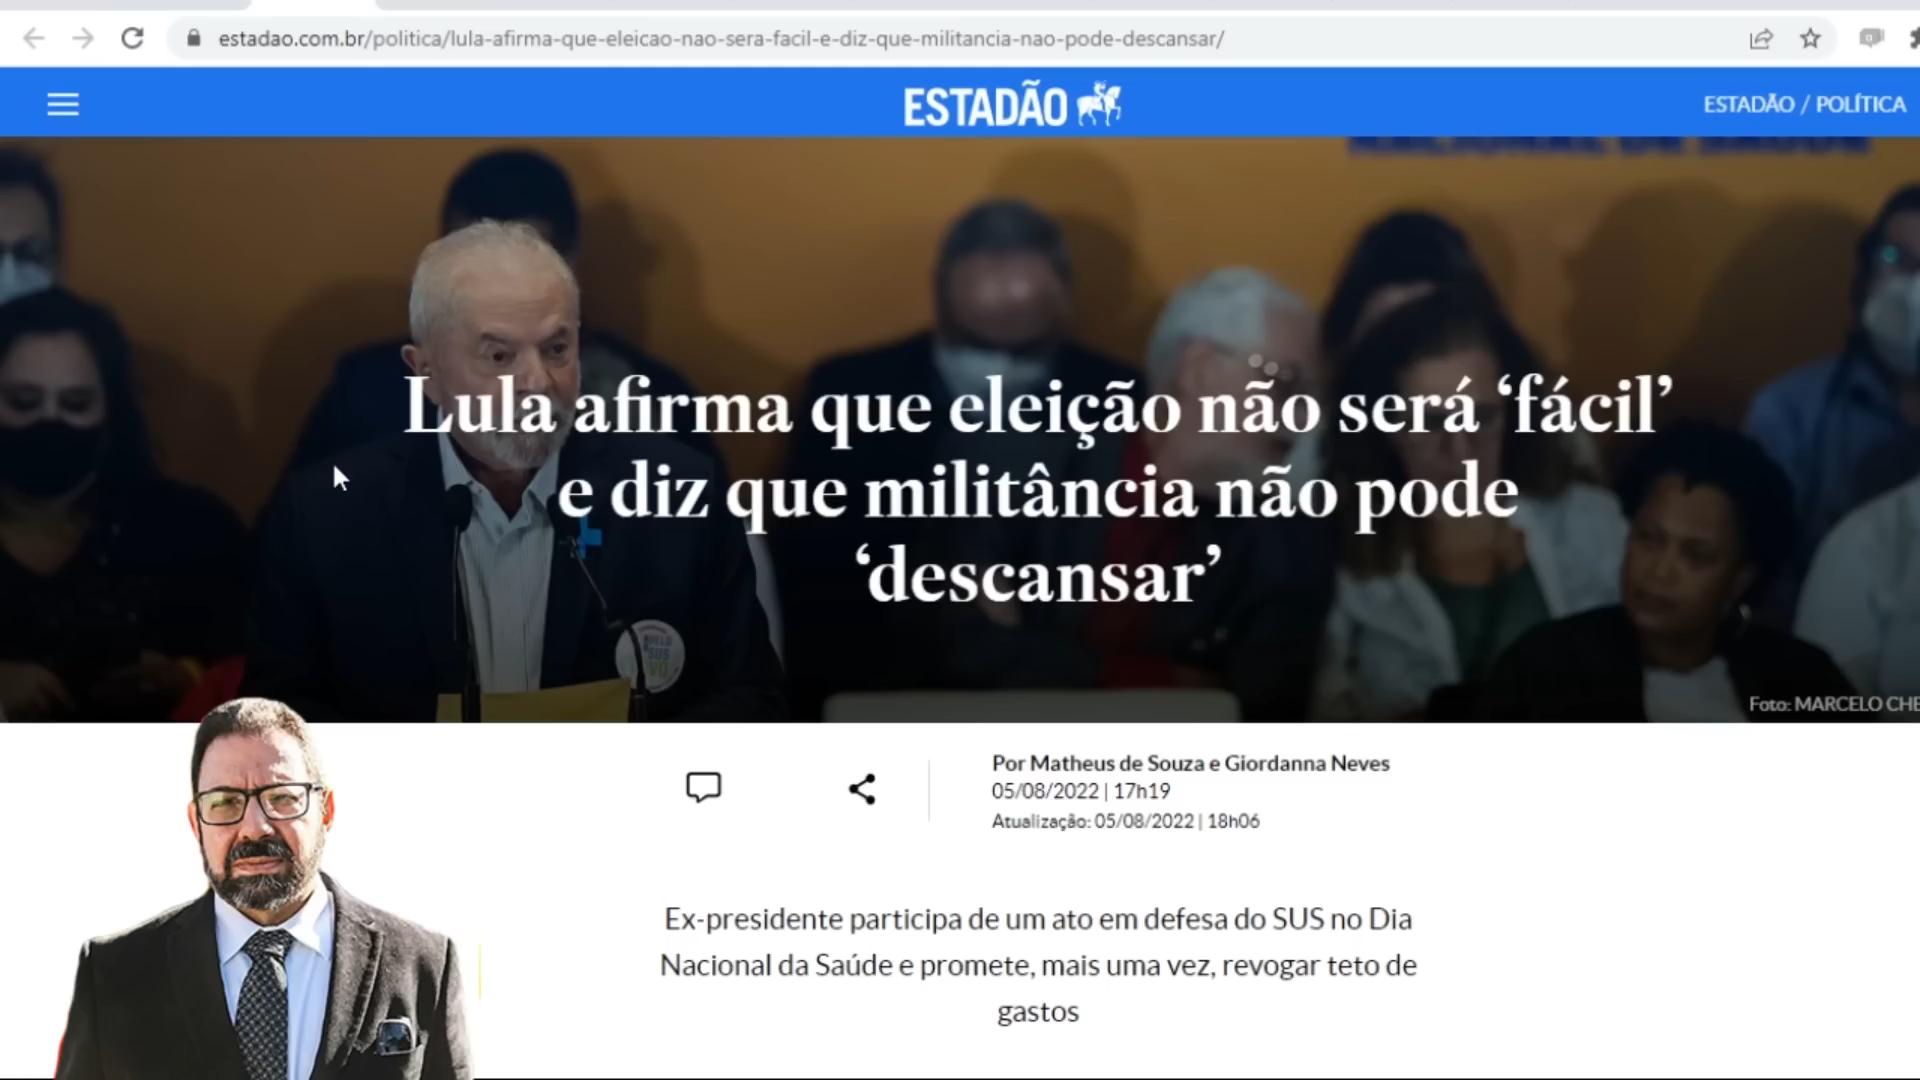 estadao.com.br/politica/lula-afirma-que-eleicao-nao-sera-facil-e-diz-que-militancia-nao-pode-descansar/
ESTADÃO
ESTADÃO / POLÍTICA
Lula afirma que eleição não será ‘fácil’
e diz que militância não pode
‘descansar’
SUS
Foto: MARCELO CHE
Por Matheus de Souza e Giordanna Neves
05/08/2022 | 17h19
Atualização: 05/08/2022 | 18h06
Ex-presidente participa de um ato em defesa do SUS no Dia
Nacional da Saúde e promete, mais uma vez, revogar teto de
gastos